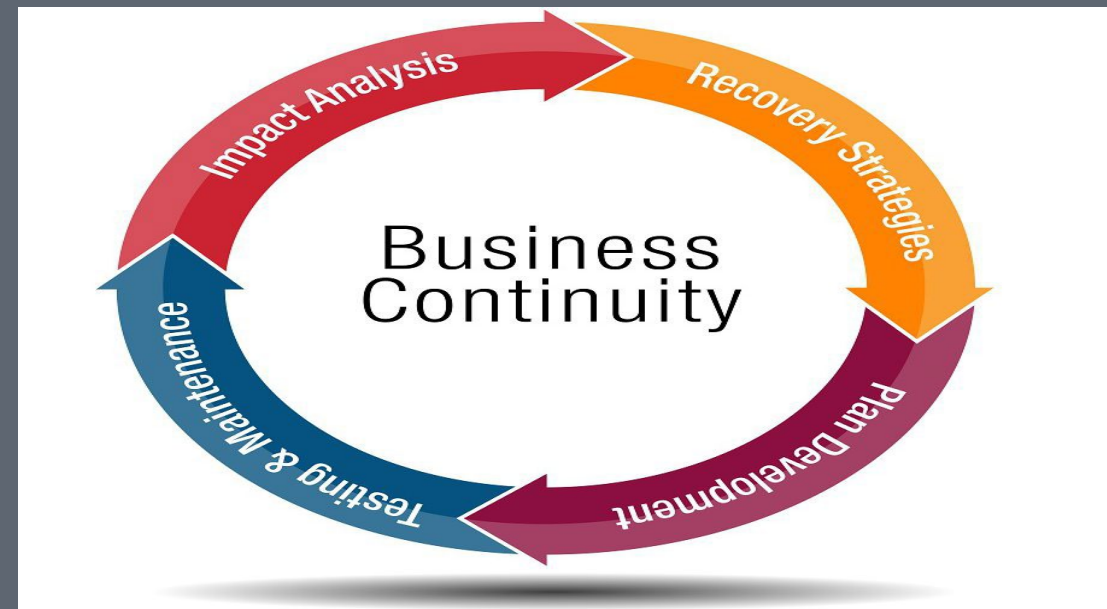 Business
Continuity
Impact Analysis
Recovery Strategies
Plan Development
Testing & Maintenance